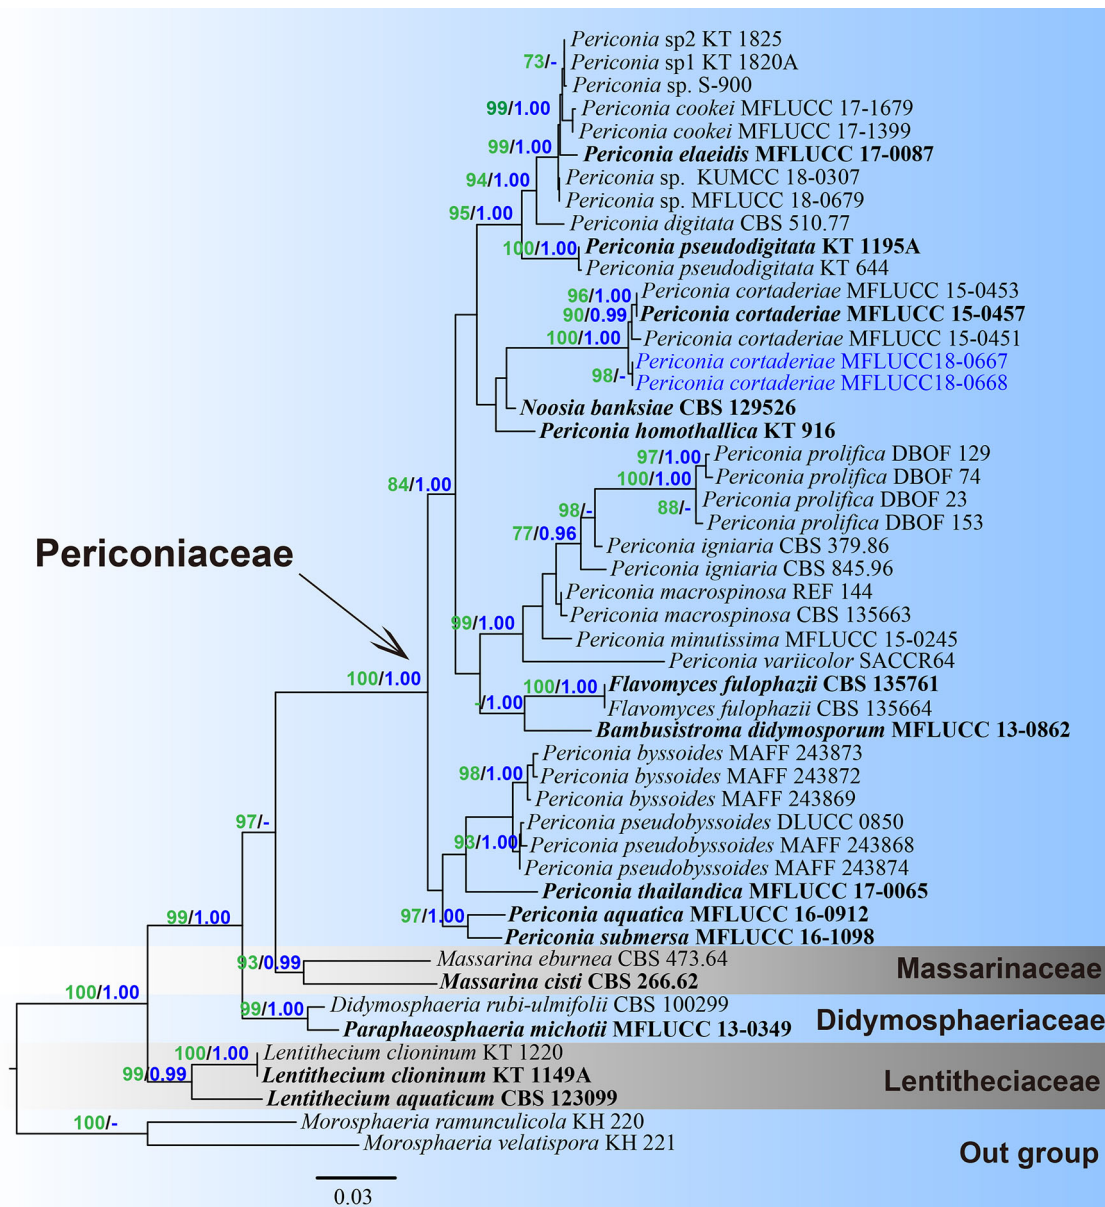 Periconia sp2 KT 1825
73/-
Periconia sp1 KT 1820A
Periconia sp. S-900
99/1.00
Periconia cookei MFLUCC 17-1679
Periconia cookei MFLUCC 17-1399
99/1.00
Periconia elaeidis MFLUCC 17-0087
94/1.00
Periconia sp. KUMCC 18-0307
Periconia sp. MFLUCC 18-0679
95/1.00
Periconia digitata CBS 510.77
100/1.00
Periconia pseudodigitata KT 1195A
Periconia pseudodigitata KT 644
96/1.00
Periconia cortaderiae MFLUCC 15-0453
90/0.99
Periconia cortaderiae MFLUCC 15-0457
100/1.00
Periconia cortaderiae MFLUCC 15-0451
Periconia cortaderiae MFLUCC18-0667
98/-
Periconia cortaderiae MFLUCC18-0668
Noosia banksiae CBS 129526
Periconia homothallica KT 916
97/1.00
Periconia prolifica DBOF 129
100/1.00
Periconia prolifica DBOF 74
84/1.00
Periconia prolifica DBOF 23
88/-
98/-
Periconia prolifica DBOF 153
77/0.96
Periconia igniaria CBS 379.86
Periconiaceae
Periconia igniaria CBS 845.96
Periconia macrospinosa REF 144
Periconia macrospinosa CBS 135663
99/1.00
Periconia minutissima MFLUCC 15-0245
Periconia variicolor SACCR64
100/1.00
100/1.00
Flavomyces fulophazii CBS 135761
-/1.00
Flavomyces fulophazii CBS 135664
Bambusistroma didymosporum MFLUCC 13-0862
Periconia byssoides MAFF 243873
98/1.00
Periconia byssoides MAFF 243872
Periconia byssoides MAFF 243869
97/-
Periconia pseudobyssoides DLUCC 0850
93/1.00
Periconia pseudobyssoides MAFF 243868
Periconia pseudobyssoides MAFF 243874
Periconia thailandica MFLUCC 17-0065
99/1.00
97/1.00
Periconia aquatica MFLUCC 16-0912
Periconia submersa MFLUCC 16-1098
93/0.99
Massarina eburnea CBS 473.64
Massarinaceae
Massarina cisti CBS 266.62
100/1.00
99/1.00
Didymosphaeria rubi-ulmifolii CBS 100299
Didymosphaeriaceae
Paraphaeosphaeria michotii MFLUCC 13-0349
100/1.00
Lentithecium clioninum KT 1220
99/0.99
Lentithecium clioninum KT 1149A
Lentitheciaceae
Lentithecium aquaticum CBS 123099
100/-
Morosphaeria ramunculicola KH 220
Morosphaeria velatispora KH 221
Out group
0.03